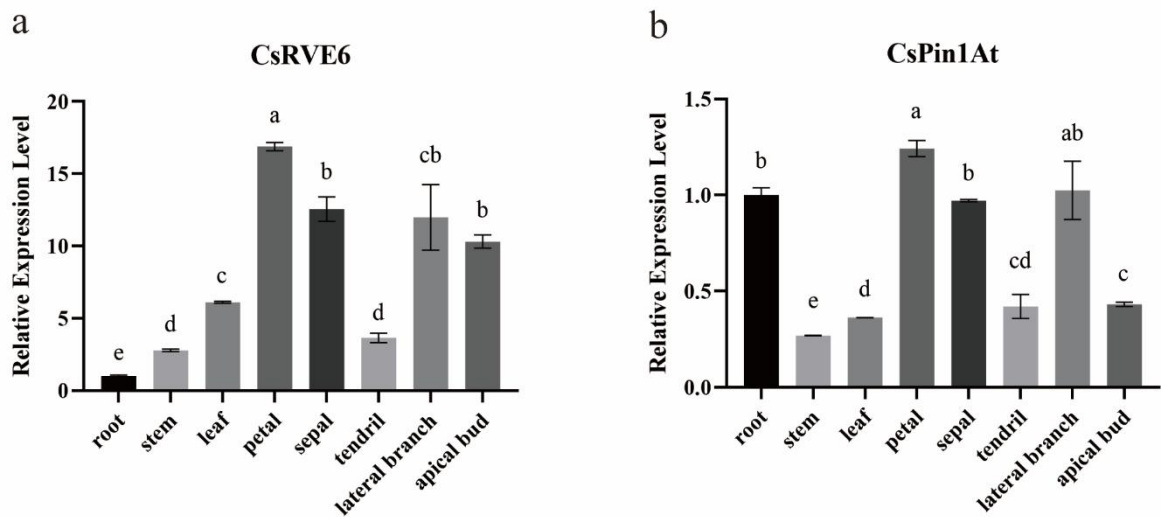 a
CsRVE6
Relative Expression Level
20
15
10
5
0
e
d
c
a
b
d
cb
b
root
stem
leaf
petal
sepal
tendril
lateral branch
apical bud
b
CsPin1At
Relative Expression Level
1.5
1.0
0.5
0.0
b
e
d
a
b
cd
ab
c
root
stem
leaf
petal
sepal
tendril
lateral branch
apical bud